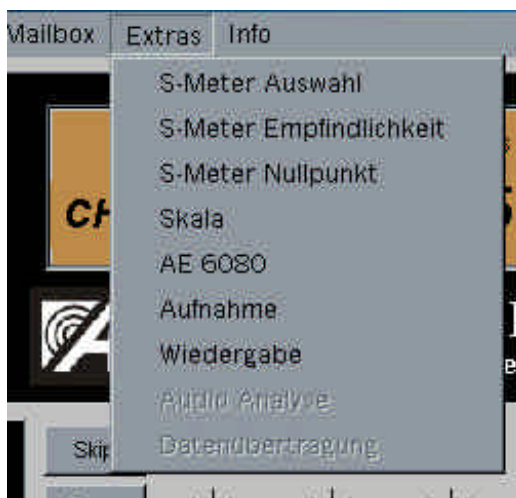 Mailbox Extras Info
S-Meter Auswahl
S-Meter Empfindlichkeit
S-Meter Nullpunkt
Skala
AE 6080
Aufnahme
Wiedergabe
Audio Analyse
Datenübertragung